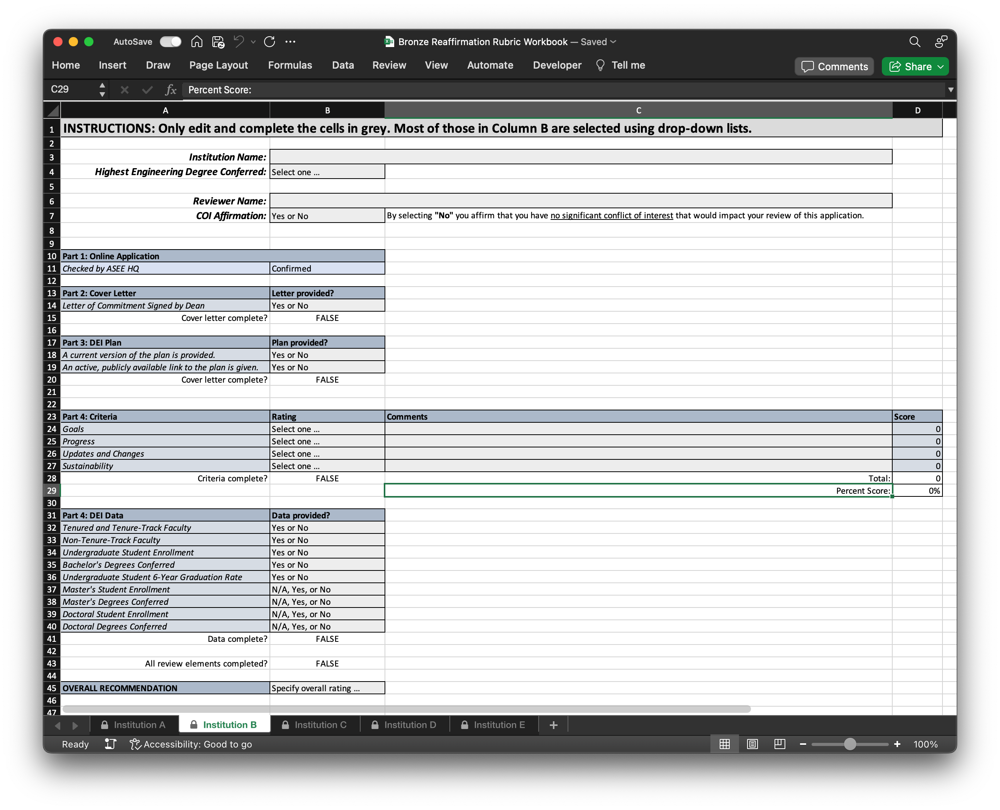 AutoSave
Bronze Reaffirmation Rubric Workbook — Saved
Home Insert Draw Page Layout Formulas Data Review View Automate Developer Tell me Comments Share
C29 fx Percent Score:
A B C D
1 INSTRUCTIONS: Only edit and complete the cells in grey. Most of those in Column B are selected using drop-down lists.
2
3 Institution Name:
4 Highest Engineering Degree Conferred: Select one ...
5
6 Reviewer Name:
7 COI Affirmation: Yes or No By selecting "No" you affirm that you have no significant conflict of interest that would impact your review of this application.
8
9
10 Part 1: Online Application
11 Checked by ASEE HQ Confirmed
12
13 Part 2: Cover Letter Letter provided?
14 Letter of Commitment Signed by Dean Yes or No
15 Cover letter complete? FALSE
16
17 Part 3: DEI Plan Plan provided?
18 A current version of the plan is provided. Yes or No
19 An active, publicly available link to the plan is given. Yes or No
20 Cover letter complete? FALSE
21
22
23 Part 4: Criteria Rating Comments Score
24 Goals Select one ... 0
25 Progress Select one ... 0
26 Updates and Changes Select one ... 0
27 Sustainability Select one ... 0
28 Criteria complete? FALSE Total: 0
29 Percent Score: 0%
30
31 Part 4: DEI Data Data provided?
32 Tenured and Tenure-Track Faculty Yes or No
33 Non-Tenure-Track Faculty Yes or No
34 Undergraduate Student Enrollment Yes or No
35 Bachelor's Degrees Conferred Yes or No
36 Undergraduate Student 6-Year Graduation Rate Yes or No
37 Master's Student Enrollment N/A, Yes, or No
38 Master's Degrees Conferred N/A, Yes, or No
39 Doctoral Student Enrollment N/A, Yes, or No
40 Doctoral Degrees Conferred N/A, Yes, or No
41 Data complete? FALSE
42
43 All review elements completed? FALSE
44
45 OVERALL RECOMMENDATION Specify overall rating ...
46
47
Institution A Institution B Institution C Institution D Institution E +
Ready Accessibility: Good to go − + 100%